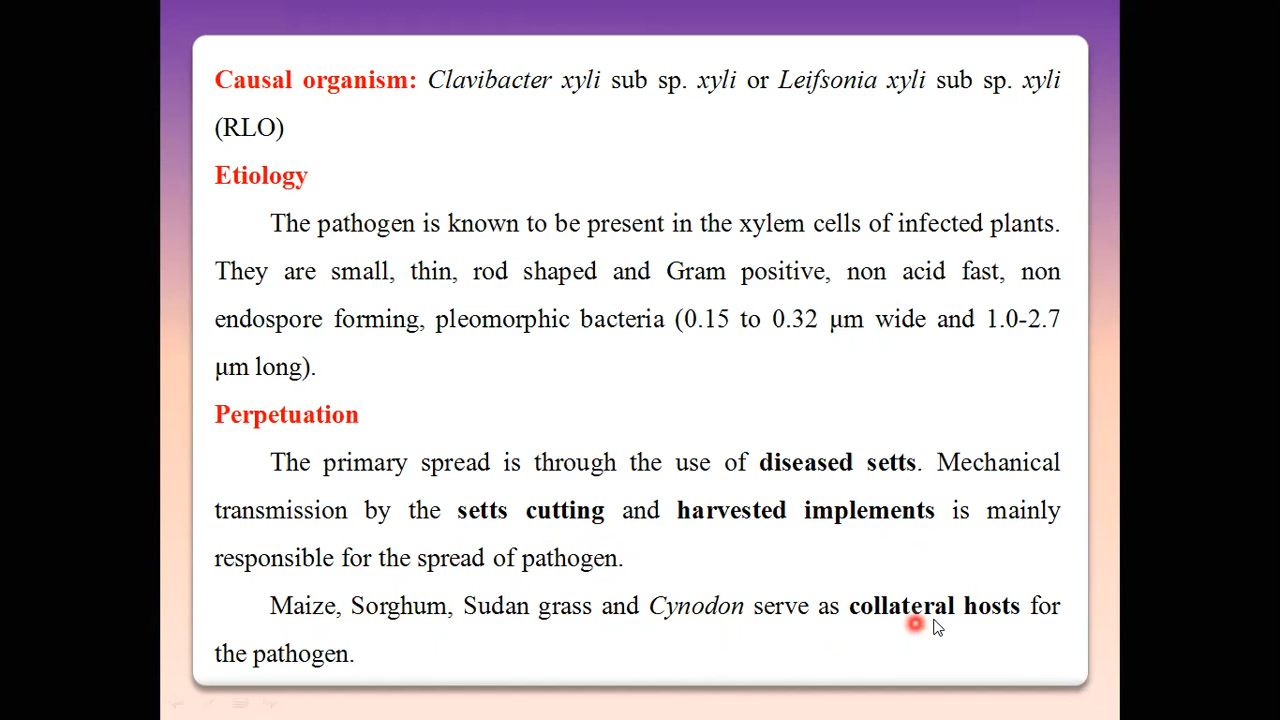 Causal organism: Clavibacter xyli sub sp. xyli or Leifsonia xyli sub sp. xyli
(RLO)
Etiology
The pathogen is known to be present in the xylem cells of infected plants.
They are small, thin, rod shaped and Gram positive, non acid fast, non
endospore forming, pleomorphic bacteria (0.15 to 0.32 µm wide and 1.0-2.7
µm long).
Perpetuation
The primary spread is through the use of diseased setts. Mechanical
transmission by the setts cutting and harvested implements is mainly
responsible for the spread of pathogen.
Maize, Sorghum, Sudan grass and Cynodon serve as collateral hosts for
the pathogen.